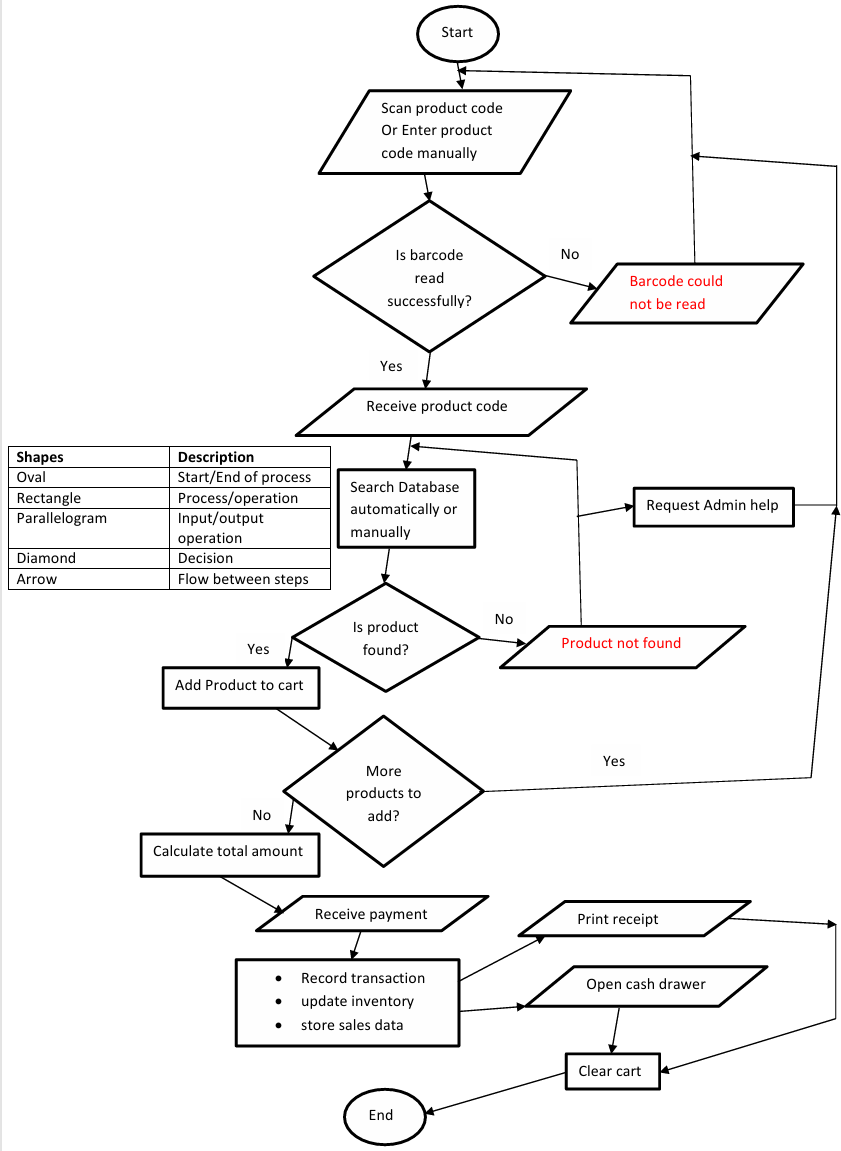 Start
Scan product code
Or Enter product
code manually
Is barcode
read
successfully?
No
Barcode could
not be read
Yes
Receive product code
Shapes Description
Oval Start/End of process
Rectangle Process/operation
Parallelogram Input/output
operation
Diamond Decision
Arrow Flow between steps
Search Database
automatically or
manually
Request Admin help
Is product
found?
No
Product not found
Yes
Add Product to cart
More
products to
add?
Yes
No
Calculate total amount
Receive payment
Print receipt
• Record transaction
• update inventory
• store sales data
Open cash drawer
Clear cart
End